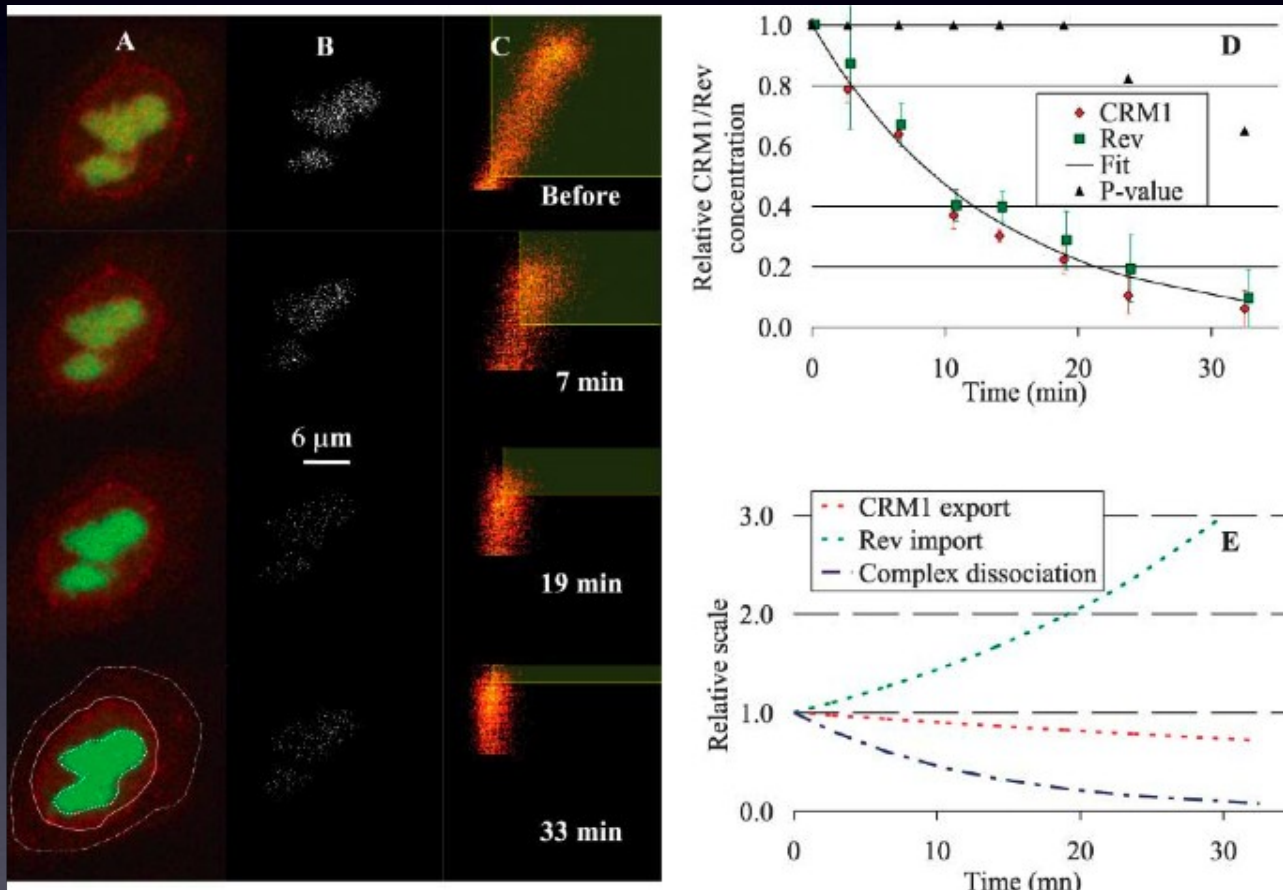 A
B
C
Before
7 min
6 µm
19 min
33 min
D
1.0
0.8
0.6
0.4
0.2
0.0
Relative CRM1/Rev
concentration
CRM1
Rev
Fit
P-value
0 10 20 30
Time (min)
E
CRM1 export
Rev import
Complex dissociation
3.0
2.0
1.0
0.0
Relative scale
0 10 20 30
Time (mn)